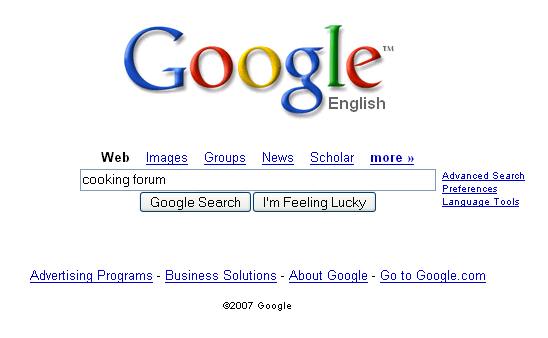 Google™
English
Web Images Groups News Scholar more »
cooking forum
Advanced Search
Preferences
Language Tools
Google Search I'm Feeling Lucky
Advertising Programs - Business Solutions - About Google - Go to Google.com
©2007 Google